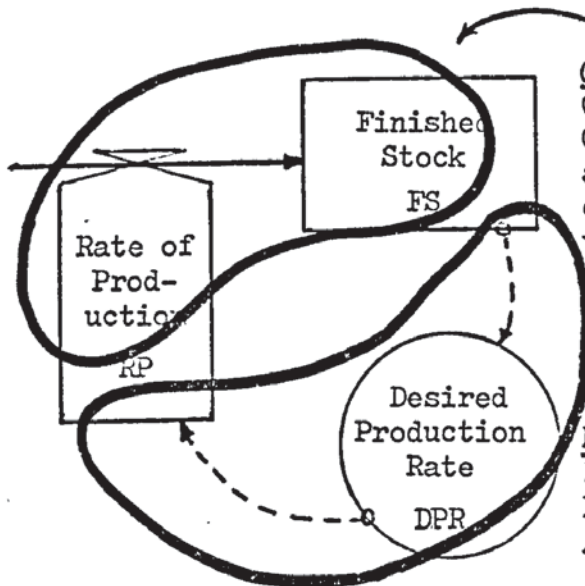 Finished
Stock
FS
Rate of
Prod-
uction
RP
Desired
Production
Rate
DPR